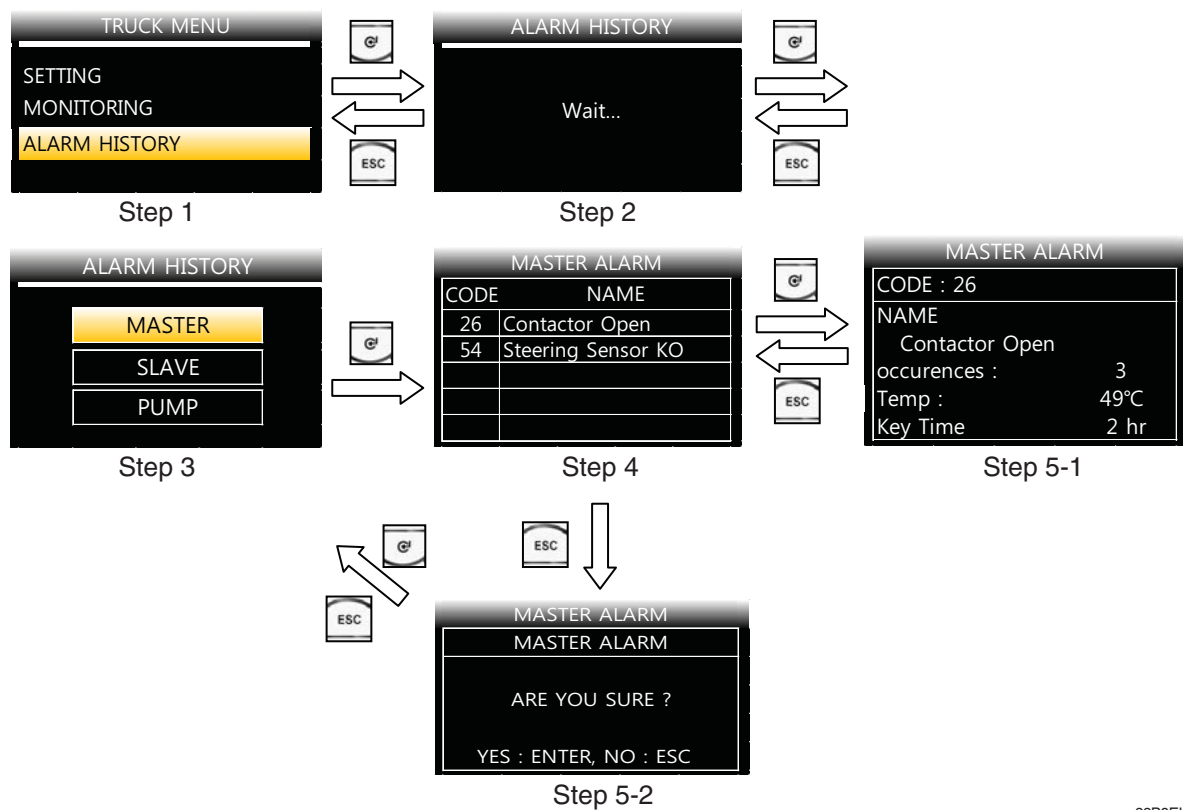 TRUCK MENU
SETTING
MONITORING
ALARM HISTORY
ESC
Step 1
ALARM HISTORY
Wait...
ESC
Step 2
ALARM HISTORY
MASTER
SLAVE
PUMP
Step 3
MASTER ALARM
CODE NAME
26 Contactor Open
54 Steering Sensor KO
Step 4
ESC
MASTER ALARM
CODE : 26
NAME
Contactor Open
occurences : 3
Temp : 49℃
Key Time 2 hr
Step 5-1
ESC
ESC
MASTER ALARM
MASTER ALARM
ARE YOU SURE ?
YES : ENTER, NO : ESC
Step 5-2